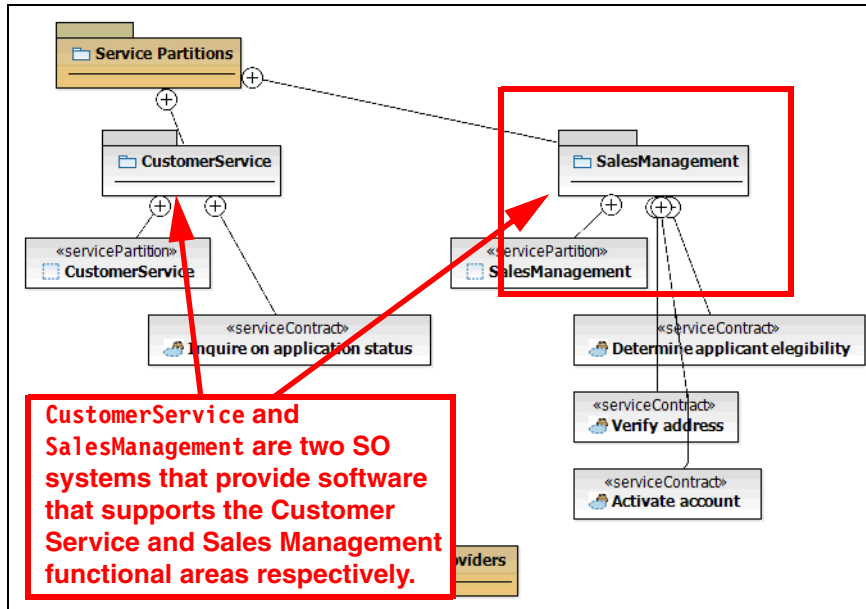 Service Partitions
CustomerService
SalesManagement
«servicePartition»
CustomerService
«servicePartition»
SalesManagement
«serviceContract»
Inquire on application status
«serviceContract»
Determine applicant elegibility
«serviceContract»
Verify address
«serviceContract»
Activate account
CustomerService and
SalesManagement are two SO
systems that provide software
that supports the Customer
Service and Sales Management
functional areas respectively.
oviders